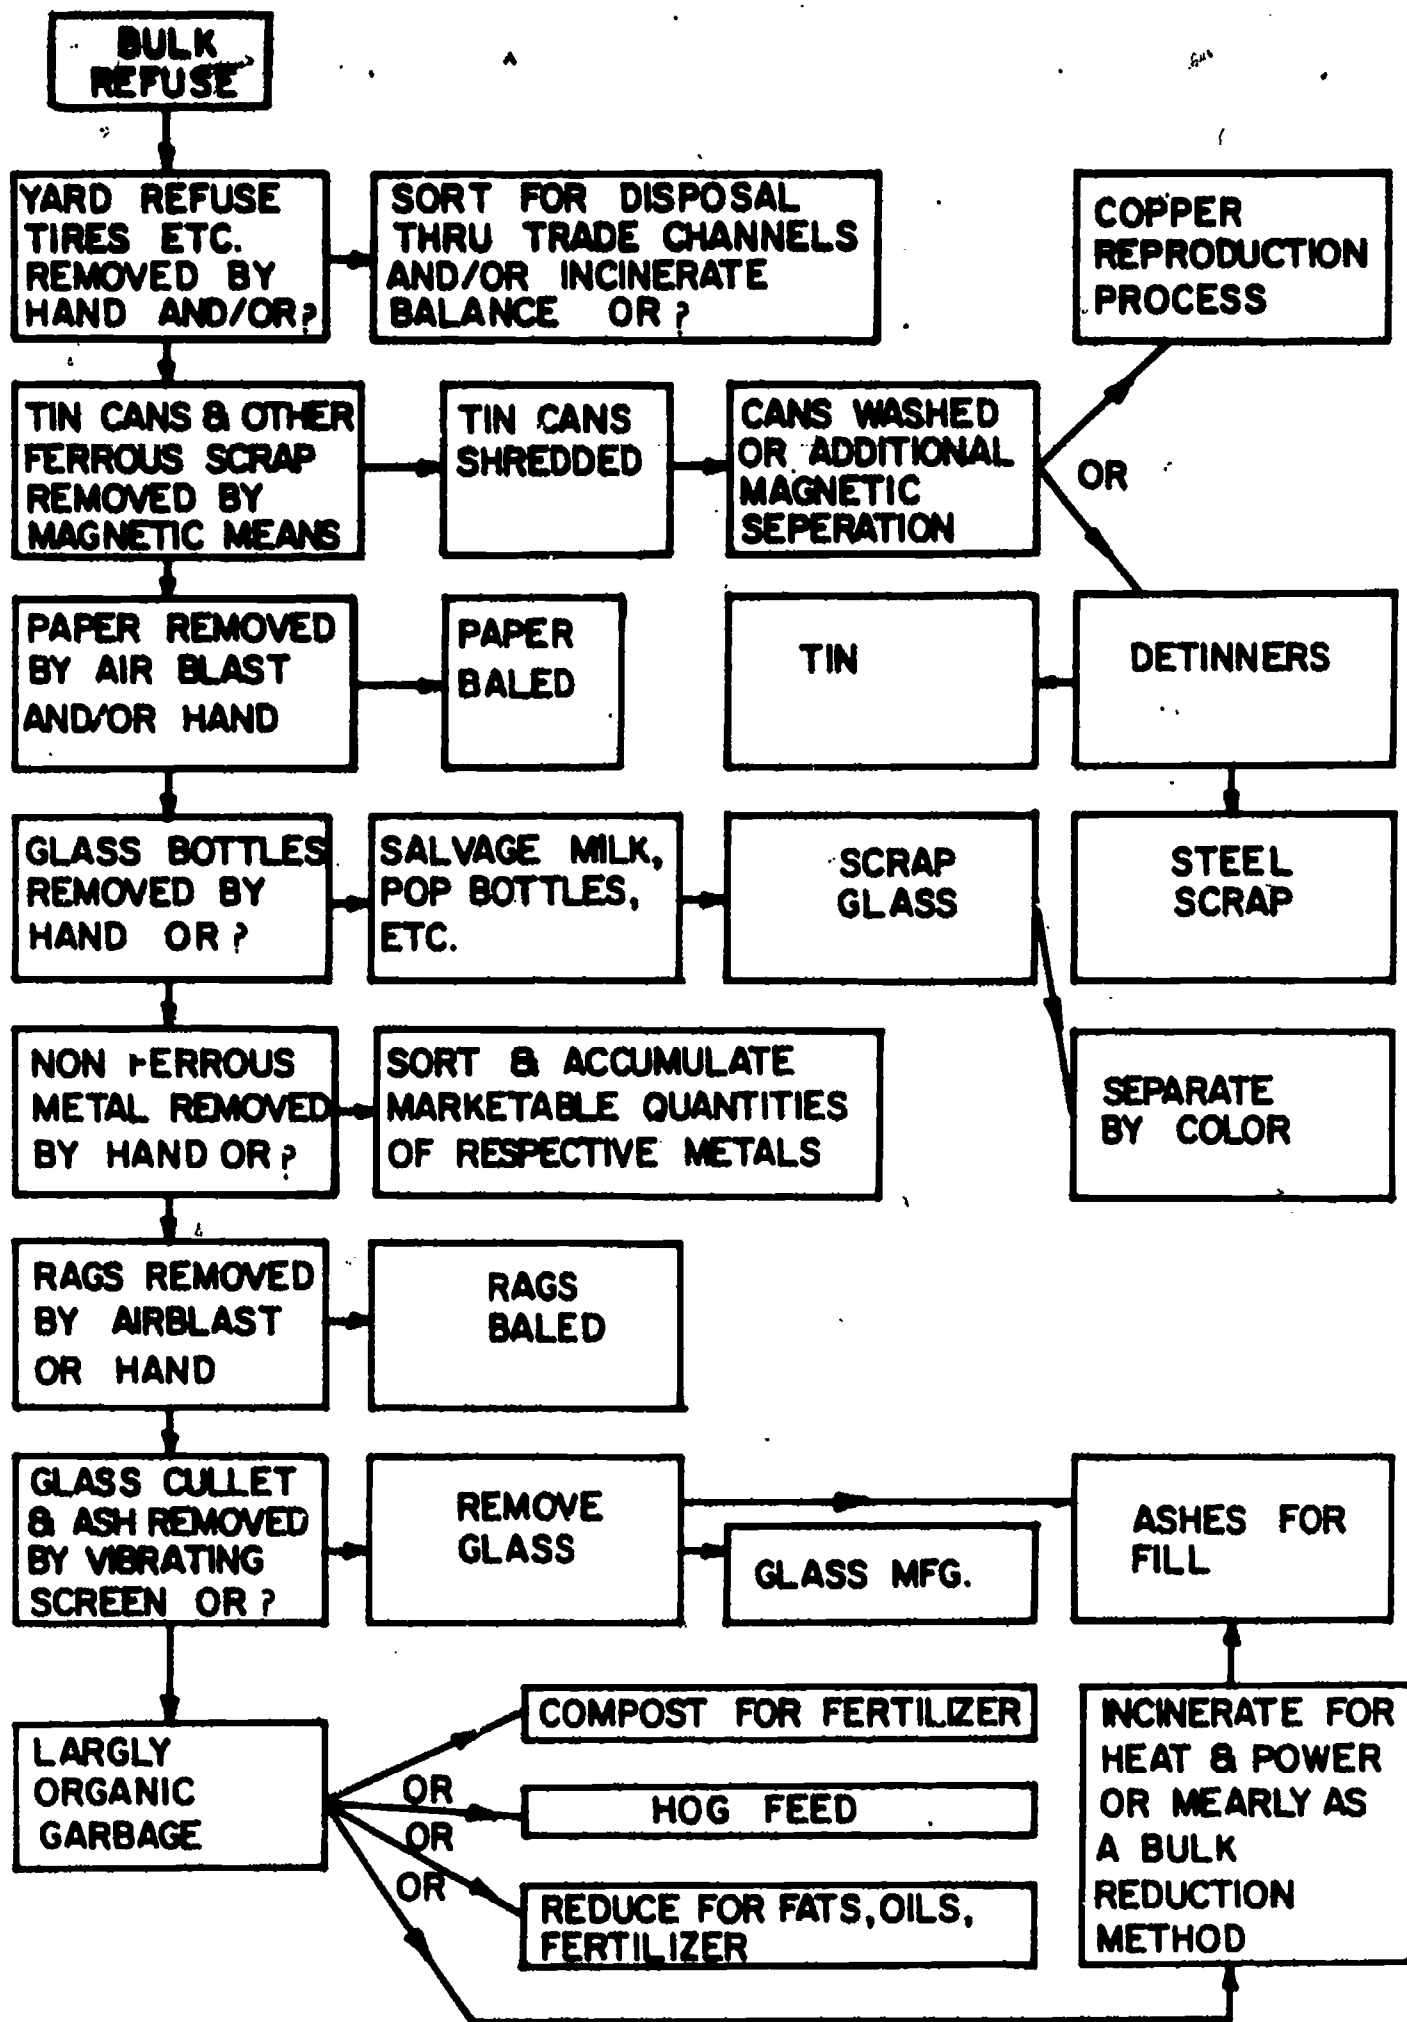 BULK
REFUSE
YARD REFUSE
TIRES ETC.
REMOVED BY
HAND AND/OR?
SORT FOR DISPOSAL
THRU TRADE CHANNELS
AND/OR INCINERATE
BALANCE OR ?
COPPER
REPRODUCTION
PROCESS
TIN CANS & OTHER
FERROUS SCRAP
REMOVED BY
MAGNETIC MEANS
TIN CANS
SHREDDED
CANS WASHED
OR ADDITIONAL
MAGNETIC
SEPERATION
OR
PAPER REMOVED
BY AIR BLAST
AND/OR HAND
PAPER
BALED
TIN
DETINNERS
GLASS BOTTLES
REMOVED BY
HAND OR ?
SALVAGE MILK,
POP BOTTLES,
ETC.
SCRAP
GLASS
STEEL
SCRAP
NON FERROUS
METAL REMOVED
BY HAND OR ?
SORT & ACCUMULATE
MARKETABLE QUANTITIES
OF RESPECTIVE METALS
SEPARATE
BY COLOR
RAGS REMOVED
BY AIRBLAST
OR HAND
RAGS
BALED
GLASS CULLET
& ASH REMOVED
BY VIBRATING
SCREEN OR ?
REMOVE
GLASS
GLASS MFG.
ASHES FOR
FILL
LARGLY
ORGANIC
GARBAGE
COMPOST FOR FERTILIZER
OR
HOG FEED
OR
OR
REDUCE FOR FATS, OILS,
FERTILIZER
INCINERATE FOR
HEAT & POWER
OR MEARLY AS
A BULK
REDUCTION
METHOD